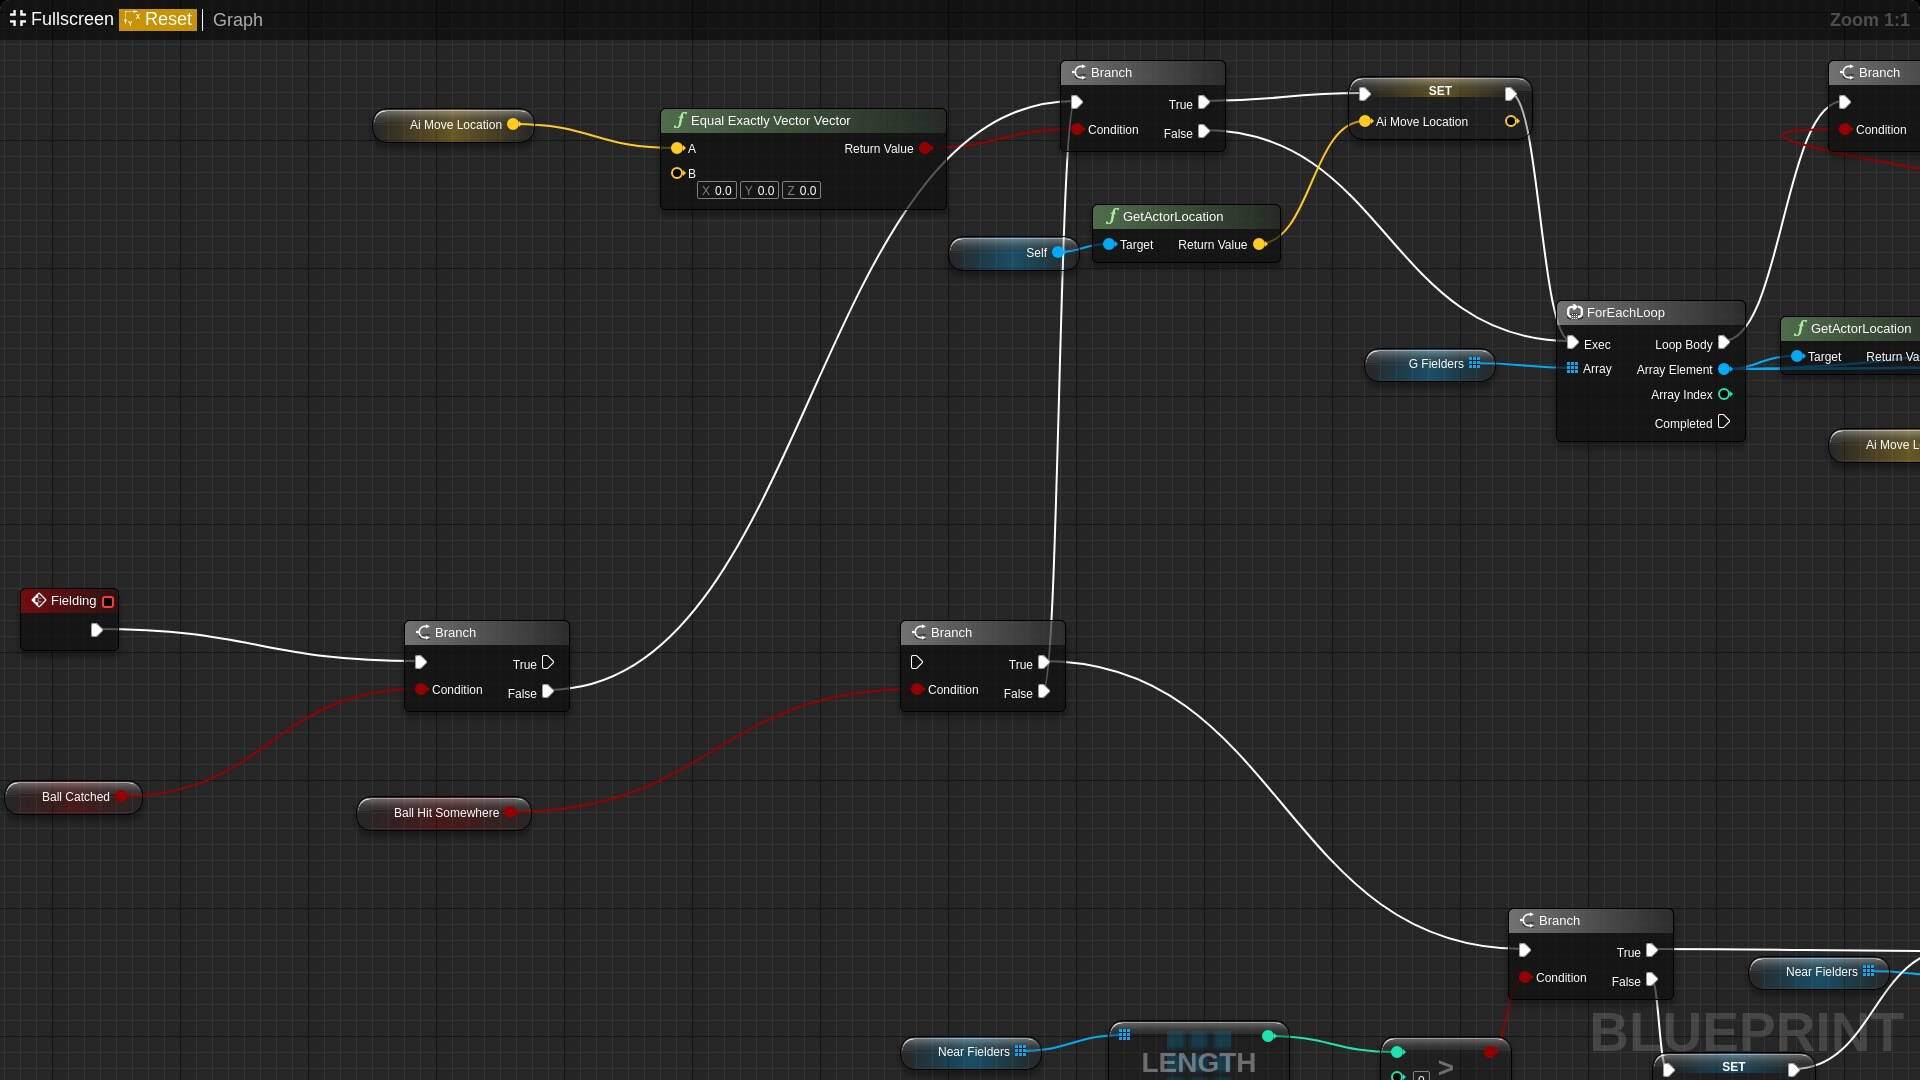 Fullscreen Reset Graph Zoom 1:1
Ai Move Location
Equal Exactly Vector Vector
A Return Value
B
X 0.0 Y 0.0 Z 0.0
Branch
True
Condition
False
SET
Ai Move Location
Branch
Condition
Self
GetActorLocation
Target Return Value
G Fielders
ForEachLoop
Exec Loop Body
Array Array Element
Array Index
Completed
GetActorLocation
Target Return Va
Ai Move L
Fielding
Branch
True
Condition
False
Branch
True
Condition
False
Ball Catched
Ball Hit Somewhere
Branch
True
Condition
False
Near Fielders
Near Fielders
LENGTH
>
0
SET
BLUEPRINT